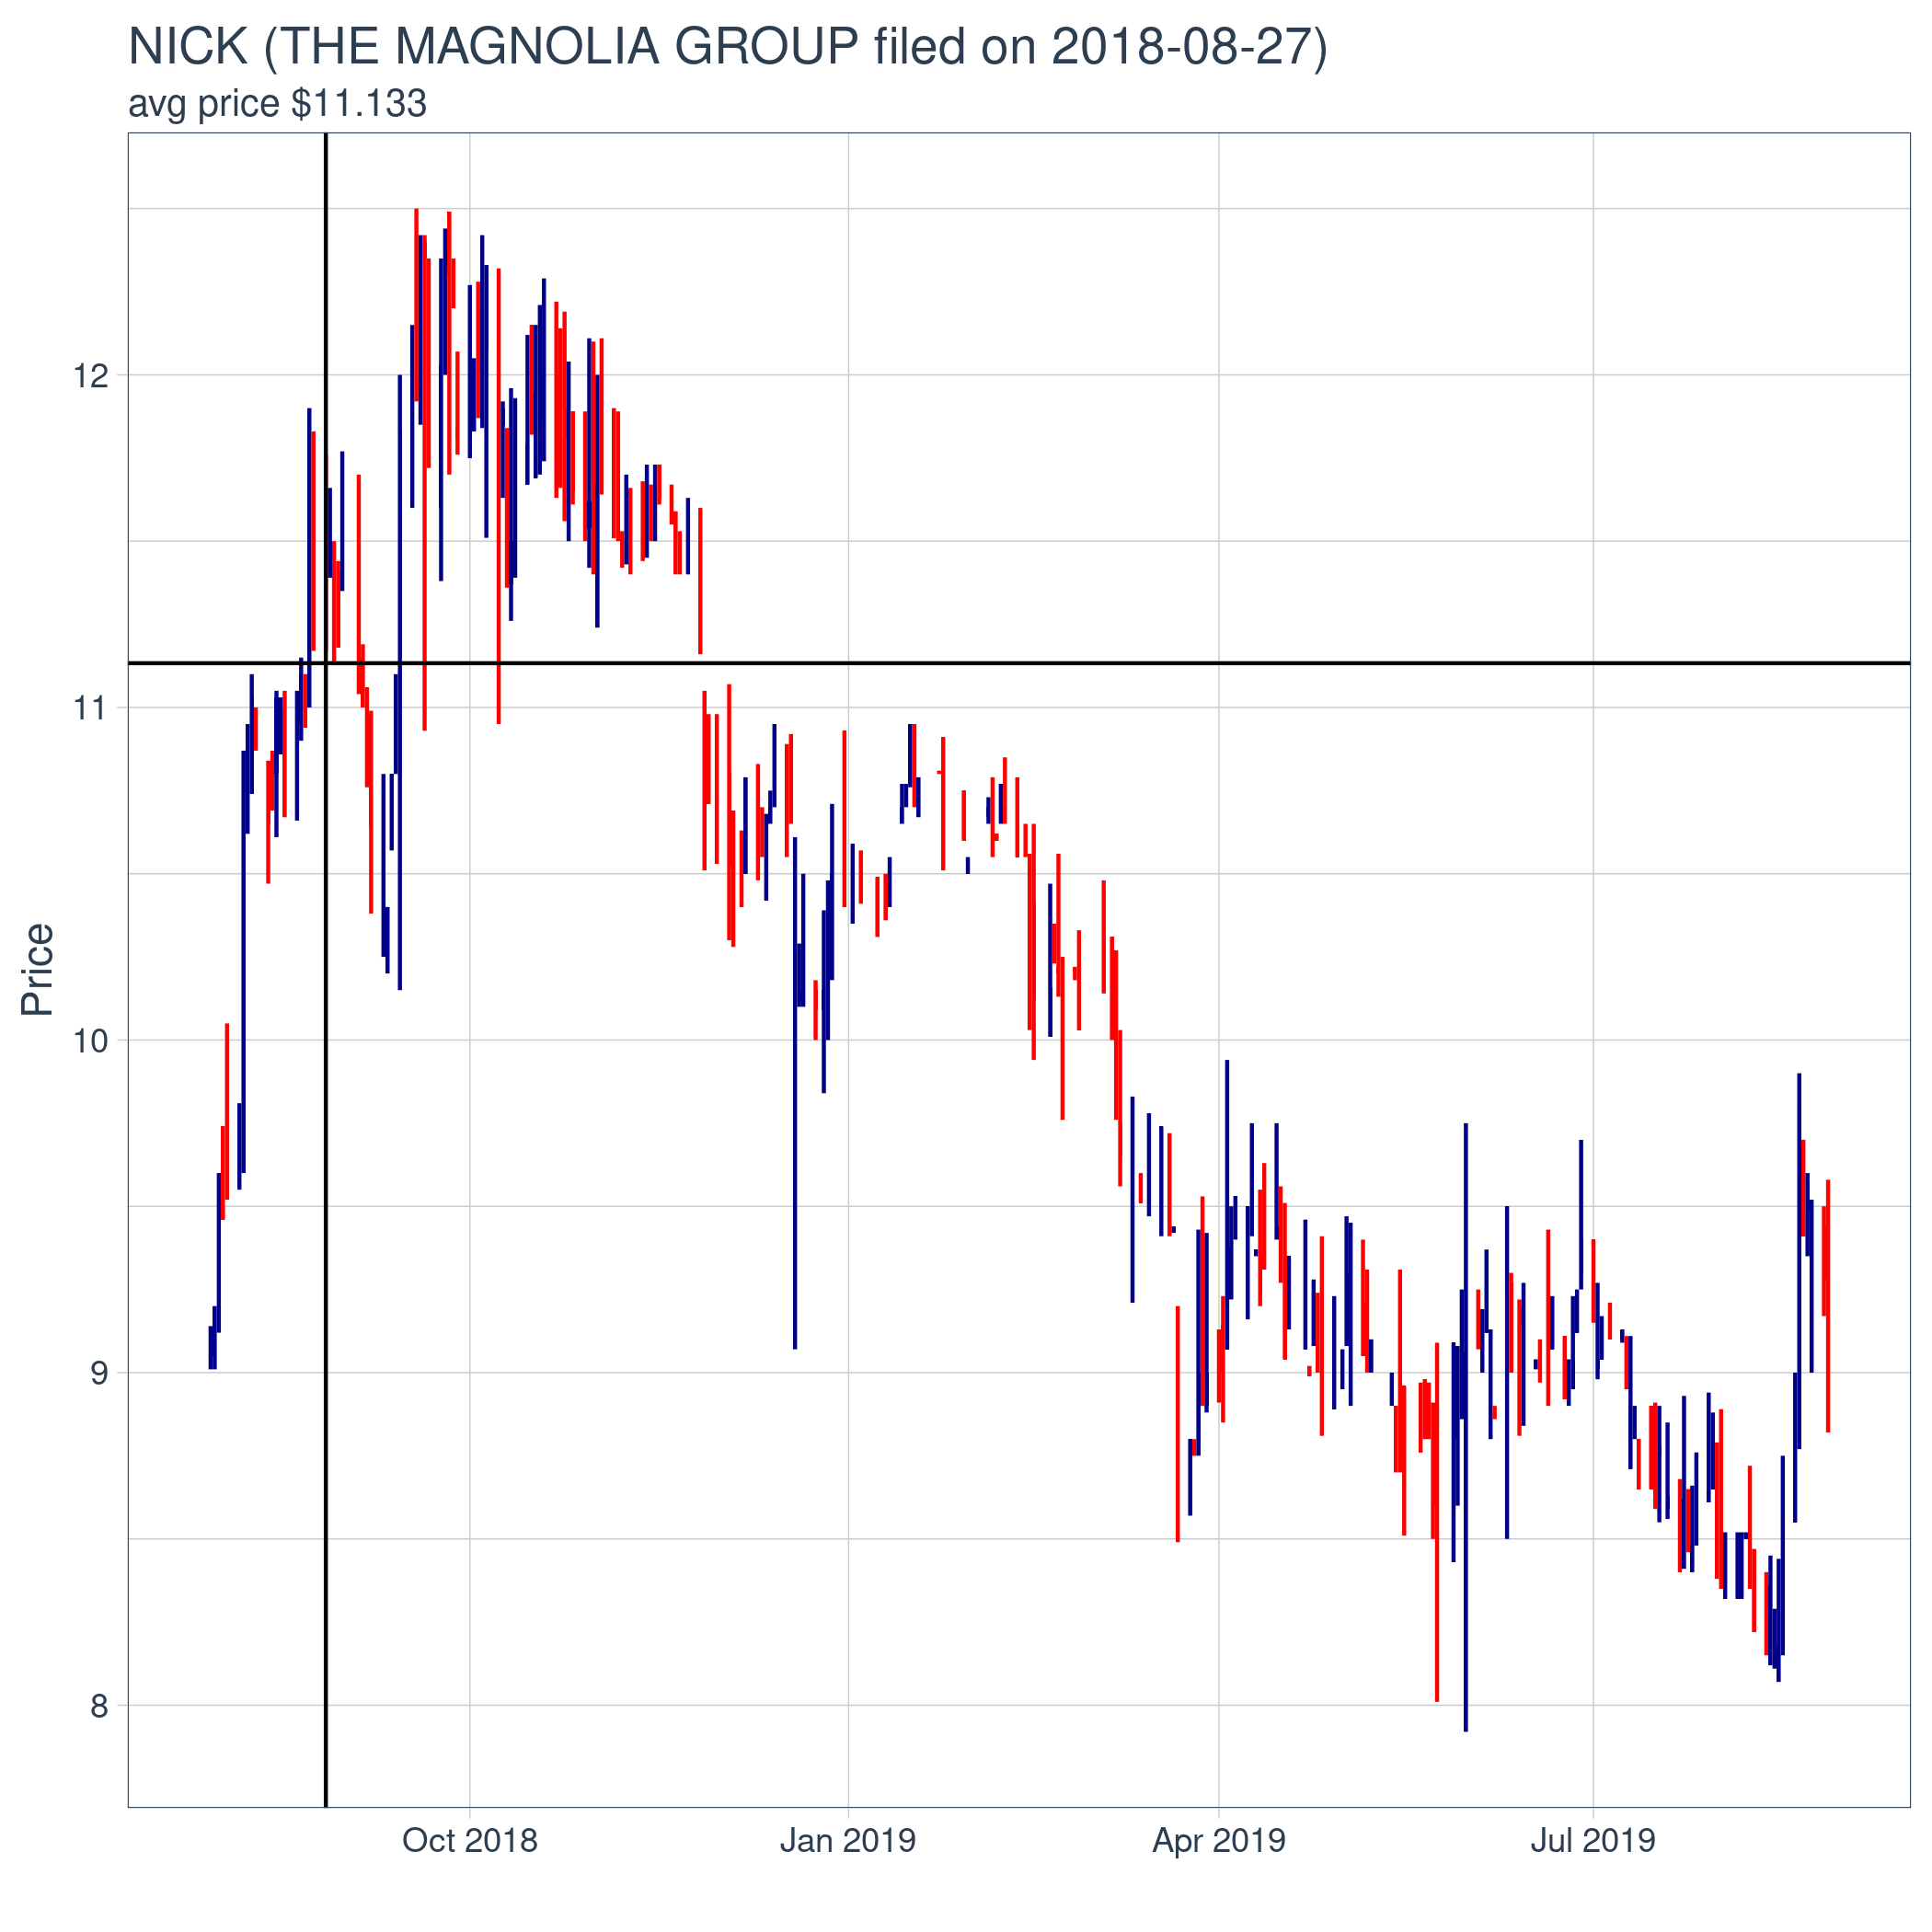 NICK (THE MAGNOLIA GROUP filed on 2018-08-27)
avg price $11.133
12
11
10
9
8
Price
Oct 2018
Jan 2019
Apr 2019
Jul 2019